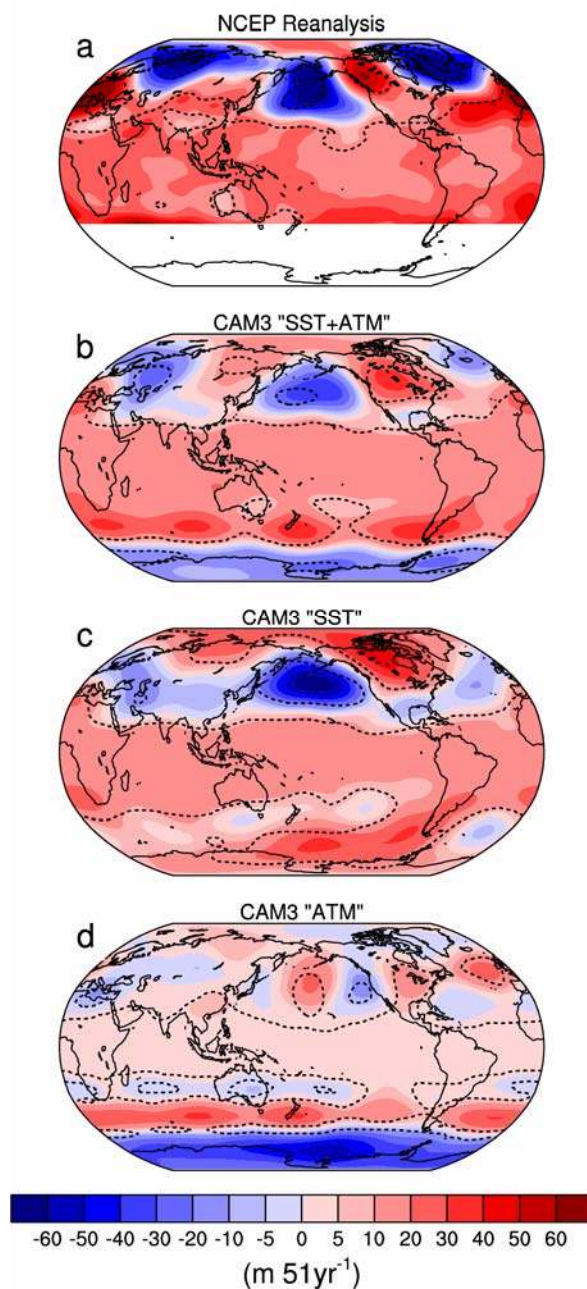 NCEP Reanalysis
a
CAM3 "SST+ATM"
b
CAM3 "SST"
c
CAM3 "ATM"
d
-60 -50 -40 -30 -20 -10 -5 0 5 10 20 30 40 50 60
(m 51yr⁻¹)